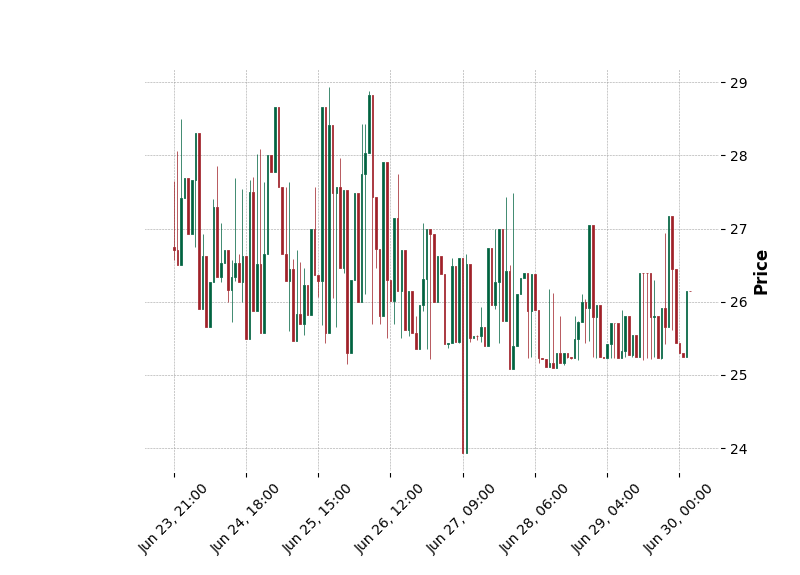 29
28
27
26
25
24
Price
Jun 23, 21:00
Jun 24, 18:00
Jun 25, 15:00
Jun 26, 12:00
Jun 27, 09:00
Jun 28, 06:00
Jun 29, 04:00
Jun 30, 00:00